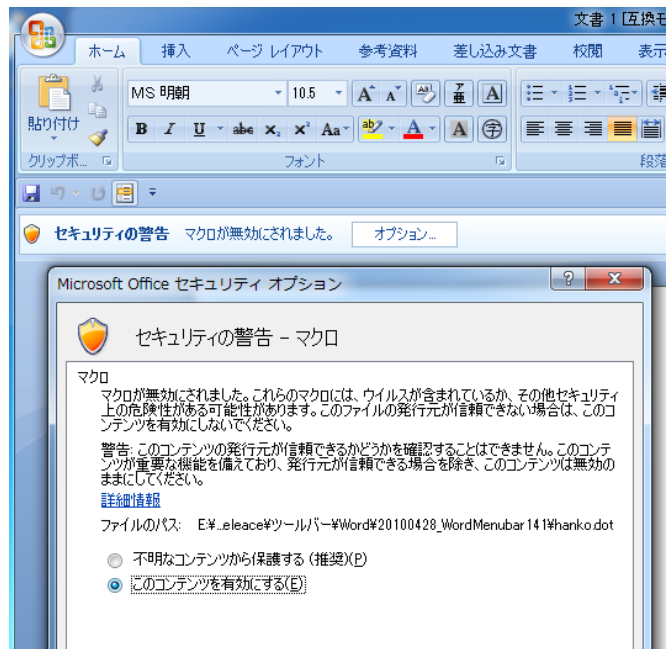 文書 1 [互換モ
ホーム 挿入 ページ レイアウト 参考資料 差し込み文書 校閲 表示
MS 明朝 10.5
貼り付け
B I U abe x₂ x² Aa ab A A 字
クリップボ... フォント 段落
セキュリティの警告 マクロが無効にされました。 オプション...
Microsoft Office セキュリティ オプション
セキュリティの警告 - マクロ
マクロ
マクロが無効にされました。これらのマクロには、ウイルスが含まれているか、その他セキュリティ
上の危険性がある可能性があります。このファイルの発行元が信頼できない場合は、このコ
ンテンツを有効にしないでください。
警告: このコンテンツの発行元が信頼できるかどうかを確認することはできません。このコンテ
ンツが重要な機能を備えており、発行元が信頼できる場合を除き、このコンテンツは無効の
ままにしてください。
詳細情報
ファイルのパス: E:¥...eleace¥ツールバー¥Word¥20100428_WordMenubar141¥hanko.dot
不明なコンテンツから保護する (推奨)(P)
このコンテンツを有効にする(E)